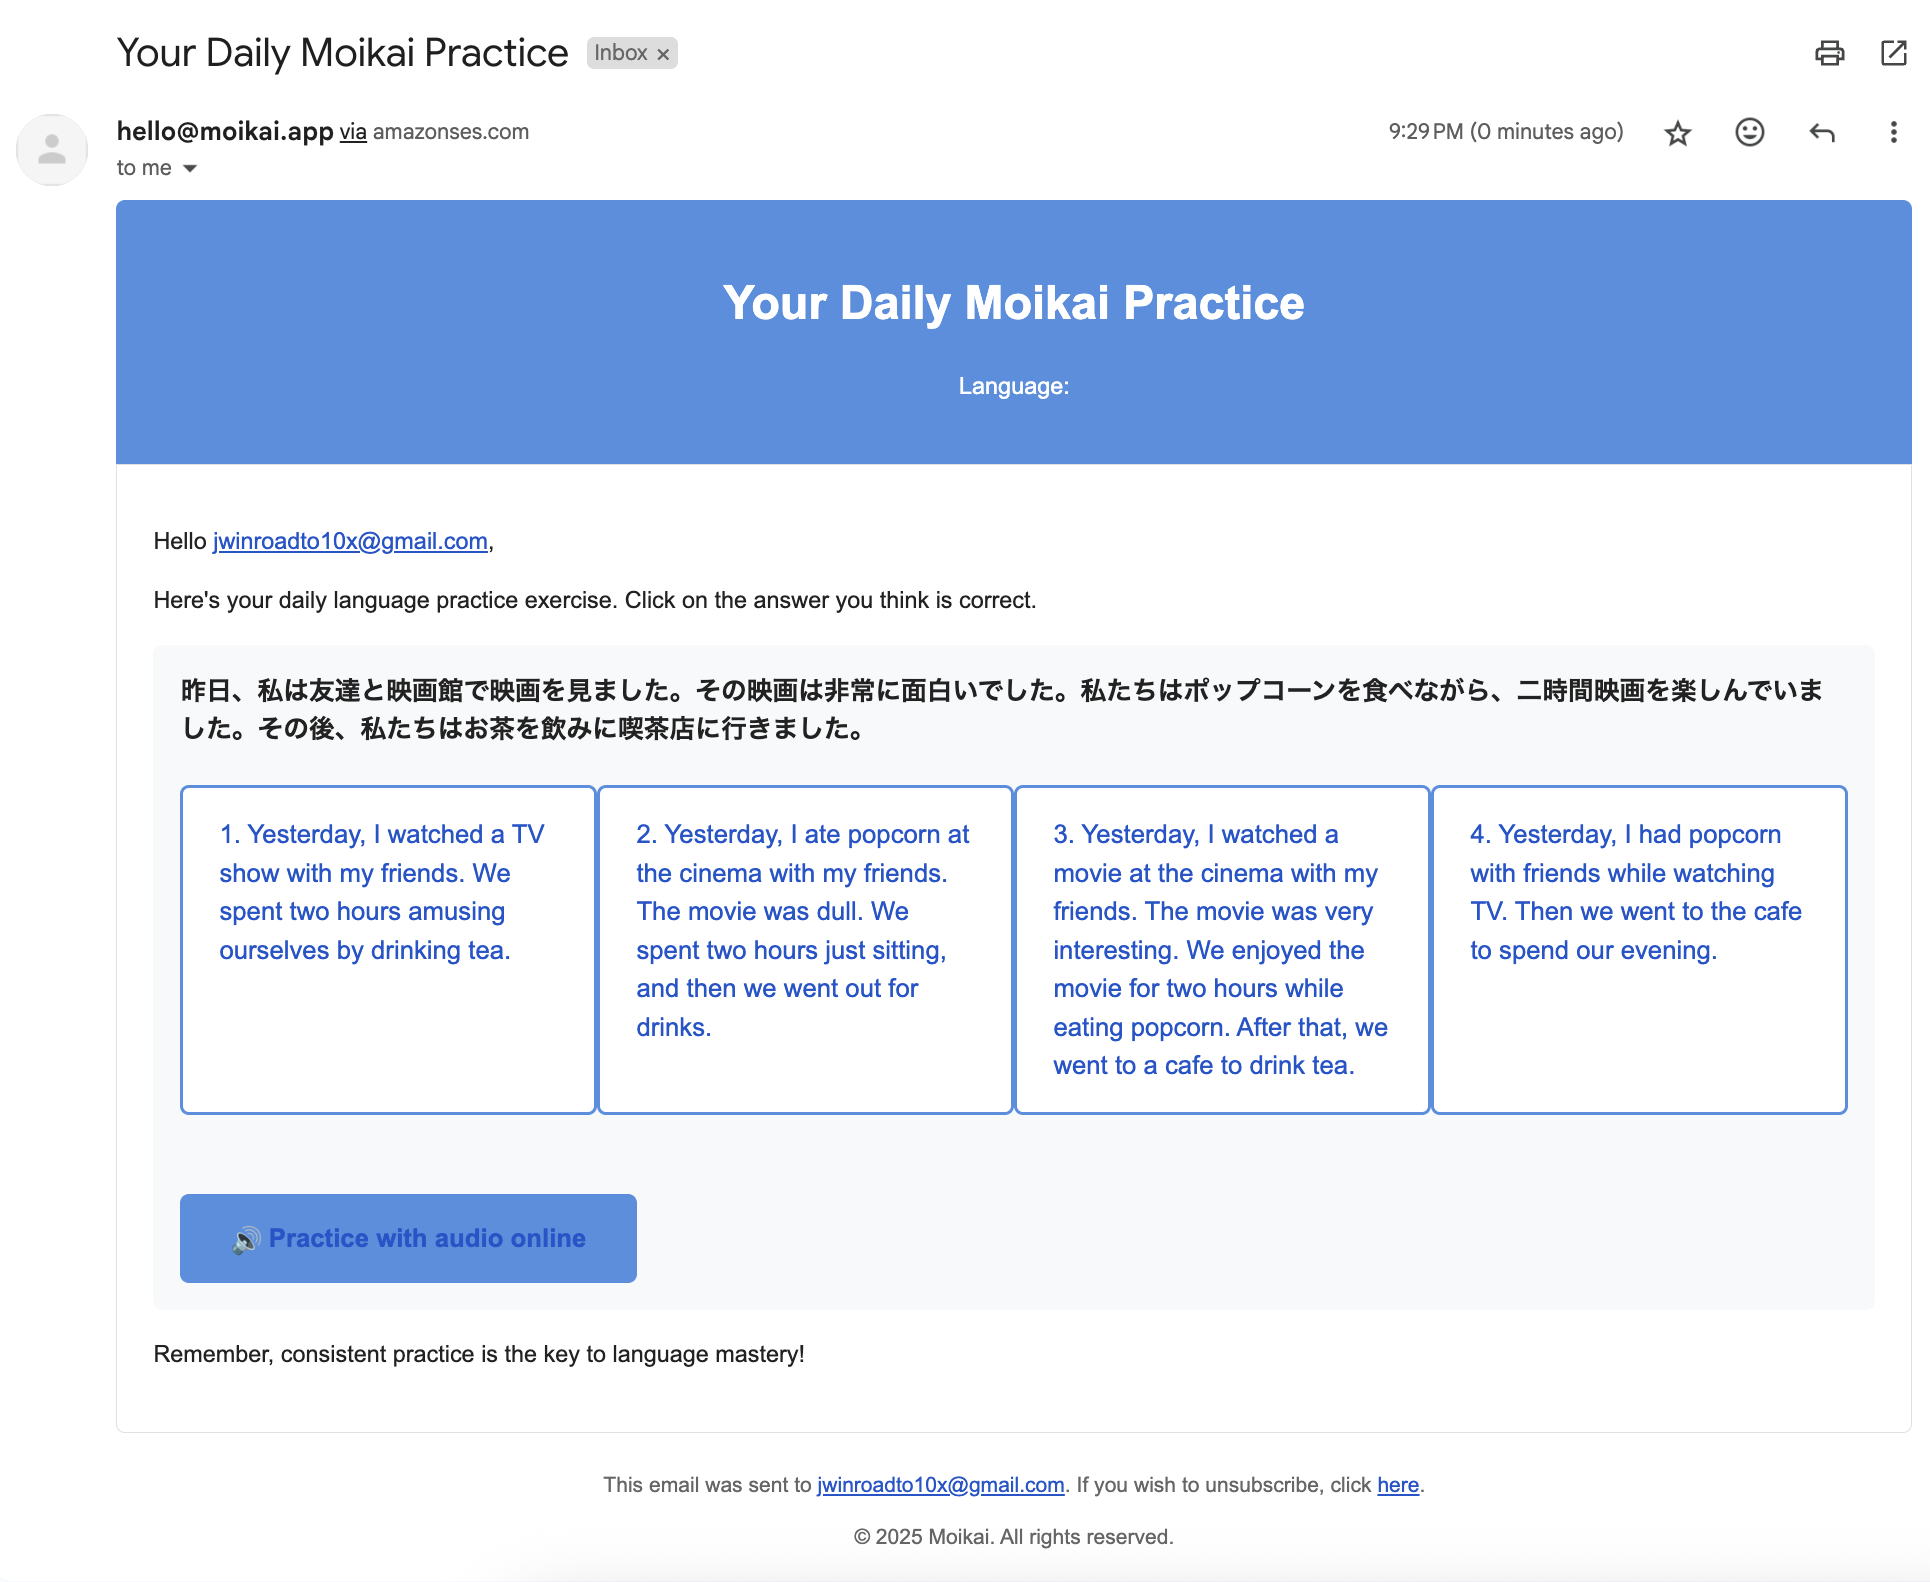 Your Daily Moikai Practice Inbox ×
hello@moikai.app via amazonses.com 9:29 PM (0 minutes ago)
to me
Your Daily Moikai Practice
Language:
Hello jwinroadto10x@gmail.com,
Here's your daily language practice exercise. Click on the answer you think is correct.
昨日、私は友達と映画館で映画を見ました。その映画は非常に面白いでした。私たちはポップコーンを食べながら、二時間映画を楽しんでいま
した。その後、私たちはお茶を飲みに喫茶店に行きました。
1. Yesterday, I watched a TV
show with my friends. We
spent two hours amusing
ourselves by drinking tea.
2. Yesterday, I ate popcorn at
the cinema with my friends.
The movie was dull. We
spent two hours just sitting,
and then we went out for
drinks.
3. Yesterday, I watched a
movie at the cinema with my
friends. The movie was very
interesting. We enjoyed the
movie for two hours while
eating popcorn. After that, we
went to a cafe to drink tea.
4. Yesterday, I had popcorn
with friends while watching
TV. Then we went to the cafe
to spend our evening.
🔊 Practice with audio online
Remember, consistent practice is the key to language mastery!
This email was sent to jwinroadto10x@gmail.com. If you wish to unsubscribe, click here.
© 2025 Moikai. All rights reserved.